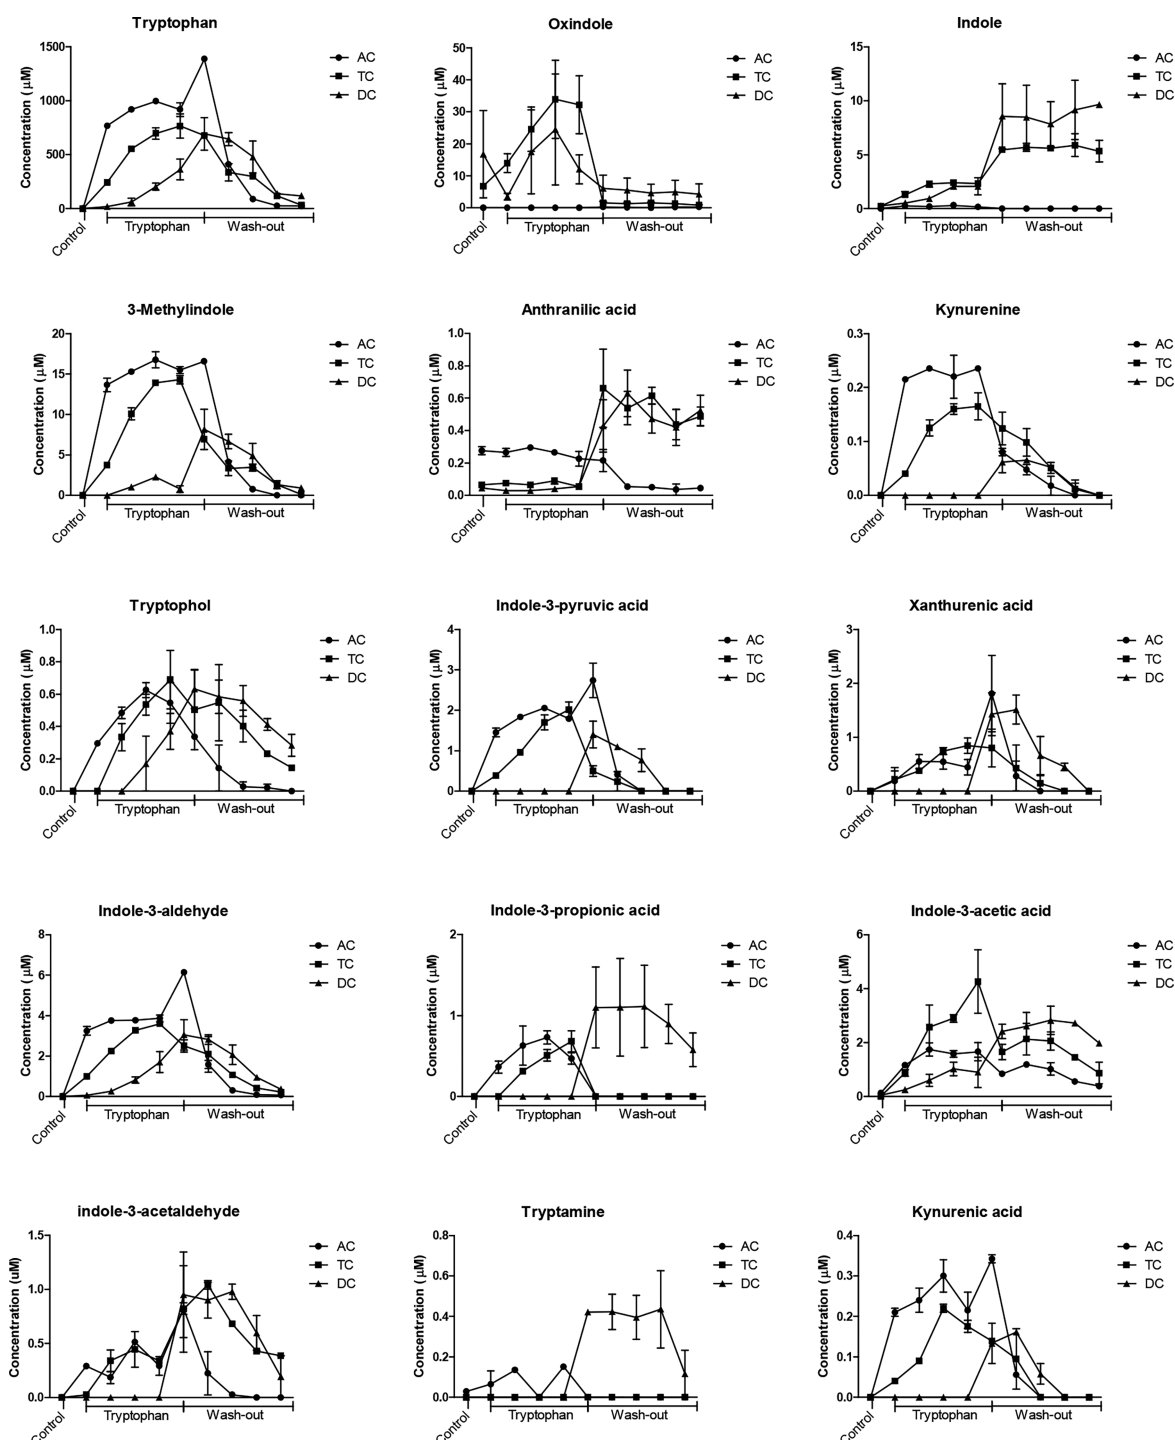 Tryptophan
Concentration (µM)
1500
1000
500
0
Control
Tryptophan
Wash-out
AC
TC
DC
Oxindole
Concentration (µM)
50
40
30
20
10
0
Control
Tryptophan
Wash-out
AC
TC
DC
Indole
Concentration (µM)
15
10
5
0
Control
Tryptophan
Wash-out
AC
TC
DC
3-Methylindole
Concentration (µM)
20
15
10
5
0
Control
Tryptophan
Wash-out
AC
TC
DC
Anthranilic acid
Concentration (µM)
1.0
0.8
0.6
0.4
0.2
0.0
Control
Tryptophan
Wash-out
AC
TC
DC
Kynurenine
Concentration (µM)
0.3
0.2
0.1
0.0
Control
Tryptophan
Wash-out
AC
TC
DC
Tryptophol
Concentration (µM)
1.0
0.8
0.6
0.4
0.2
0.0
Control
Tryptophan
Wash-out
AC
TC
DC
Indole-3-pyruvic acid
Concentration (µM)
4
3
2
1
0
Control
Tryptophan
Wash-out
AC
TC
DC
Xanthurenic acid
Concentration (µM)
3
2
1
0
Control
Tryptophan
Wash-out
AC
TC
DC
Indole-3-aldehyde
Concentration (µM)
8
6
4
2
0
Control
Tryptophan
Wash-out
AC
TC
DC
Indole-3-propionic acid
Concentration (µM)
2
1
0
Control
Tryptophan
Wash-out
AC
TC
DC
Indole-3-acetic acid
Concentration (µM)
6
4
2
0
Control
Tryptophan
Wash-out
AC
TC
DC
indole-3-acetaldehyde
Concentration (uM)
1.5
1.0
0.5
0.0
Control
Tryptophan
Wash-out
AC
TC
DC
Tryptamine
Concentration (µM)
0.8
0.6
0.4
0.2
0.0
Control
Tryptophan
Wash-out
AC
TC
DC
Kynurenic acid
Concentration (µM)
0.4
0.3
0.2
0.1
0.0
Control
Tryptophan
Wash-out
AC
TC
DC